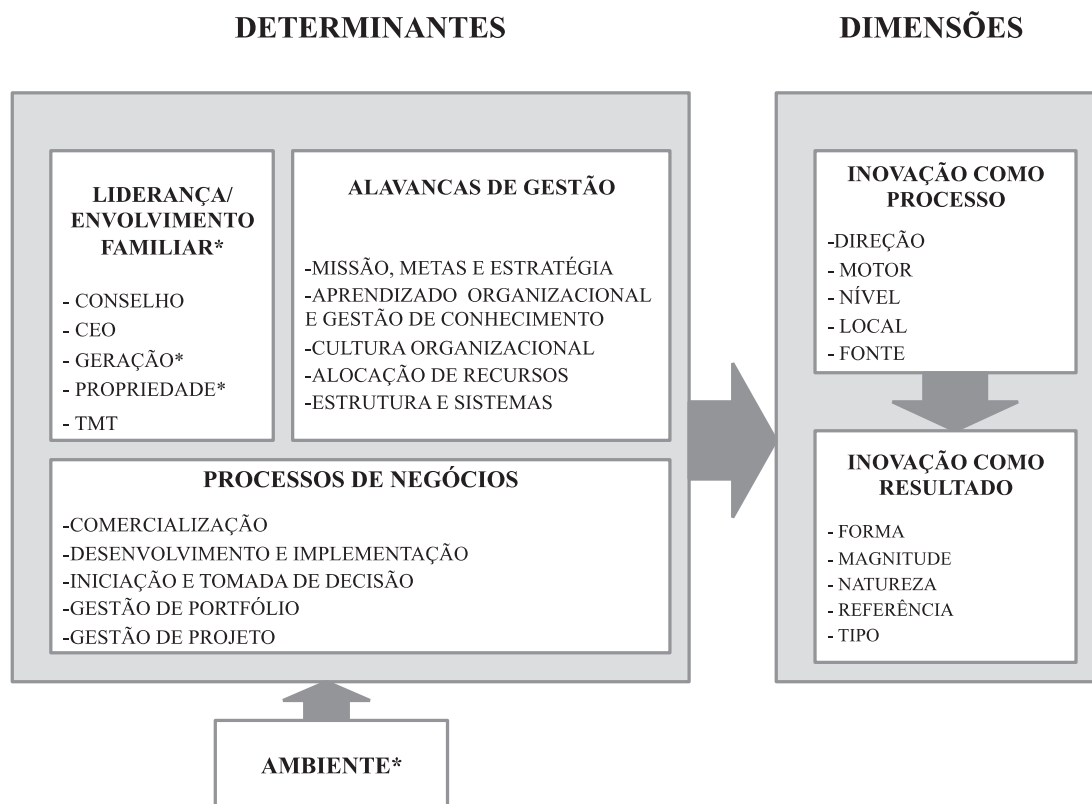 DETERMINANTES
DIMENSÕES
LIDERANÇA/
ENVOLVIMENTO
FAMILIAR*
- CONSELHO
- CEO
- GERAÇÃO*
- PROPRIEDADE*
- TMT
ALAVANCAS DE GESTÃO
-MISSÃO, METAS E ESTRATÉGIA
-APRENDIZADO ORGANIZACIONAL
E GESTÃO DE CONHECIMENTO
-CULTURA ORGANIZACIONAL
-ALOCAÇÃO DE RECURSOS
-ESTRUTURA E SISTEMAS
PROCESSOS DE NEGÓCIOS
-COMERCIALIZAÇÃO
-DESENVOLVIMENTO E IMPLEMENTAÇÃO
-INICIAÇÃO E TOMADA DE DECISÃO
-GESTÃO DE PORTFÓLIO
-GESTÃO DE PROJETO
AMBIENTE*
INOVAÇÃO COMO
PROCESSO
-DIREÇÃO
- MOTOR
- NÍVEL
- LOCAL
- FONTE
INOVAÇÃO COMO
RESULTADO
- FORMA
- MAGNITUDE
- NATUREZA
- REFERÊNCIA
- TIPO